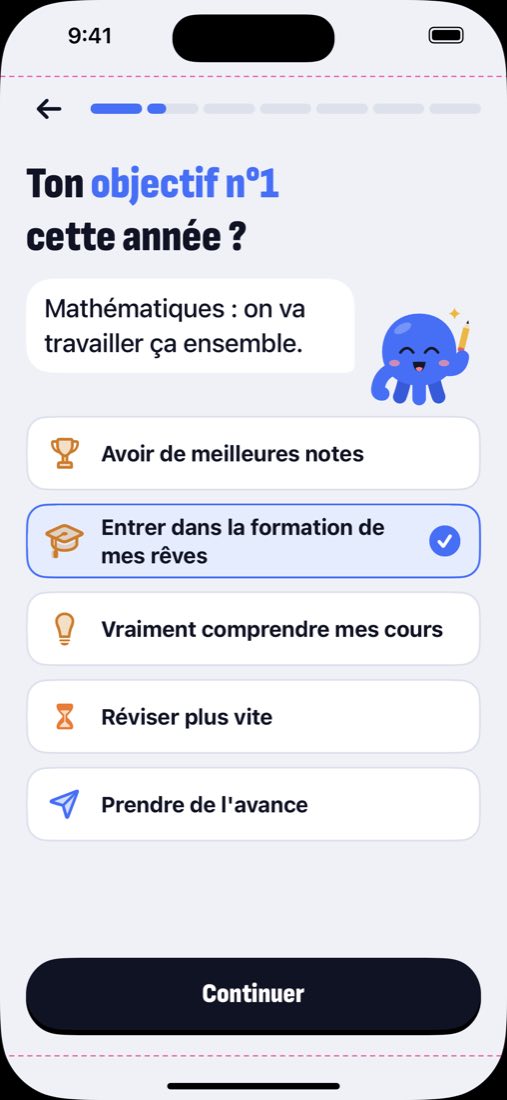 9:41
Ton objectif n°1
cette année ?
Mathématiques : on va
travailler ça ensemble.
Avoir de meilleures notes
Entrer dans la formation de
mes rêves
Vraiment comprendre mes cours
Réviser plus vite
Prendre de l'avance
Continuer